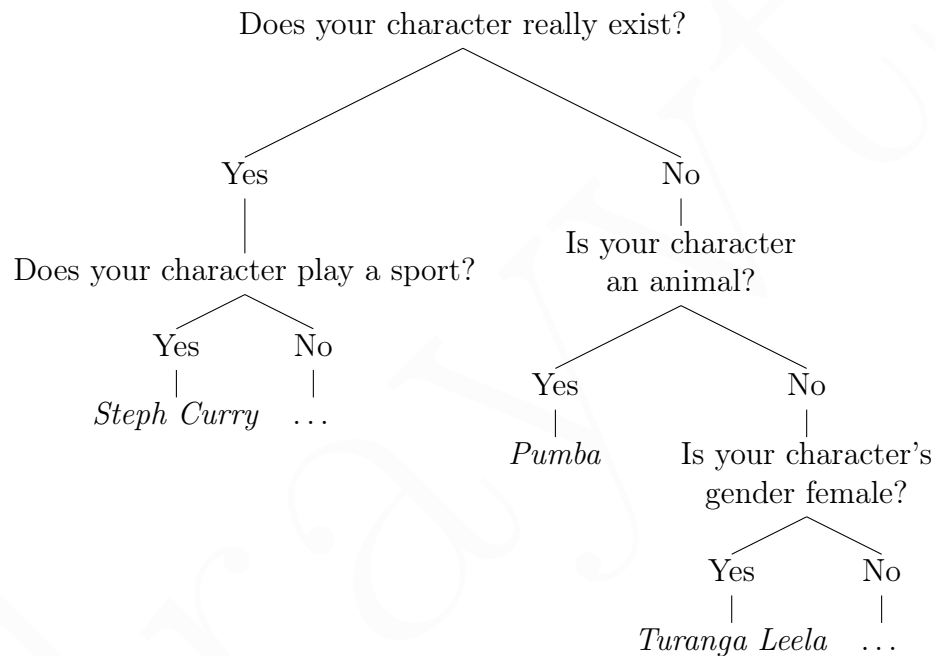 Does your character really exist?
Yes
No
Does your character play a sport?
Is your character
an animal?
Yes
No
Steph Curry
. . .
Yes
No
Pumba
Is your character's
gender female?
Yes
No
Turanga Leela
. . .